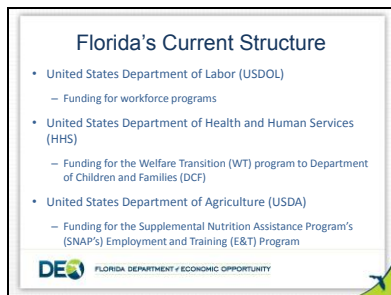 Florida's Current Structure
• United States Department of Labor (USDOL)
– Funding for workforce programs
• United States Department of Health and Human Services
(HHS)
– Funding for the Welfare Transition (WT) program to Department
of Children and Families (DCF)
• United States Department of Agriculture (USDA)
– Funding for the Supplemental Nutrition Assistance Program's
(SNAP's) Employment and Training (E&T) Program
DEO FLORIDA DEPARTMENT of ECONOMIC OPPORTUNITY